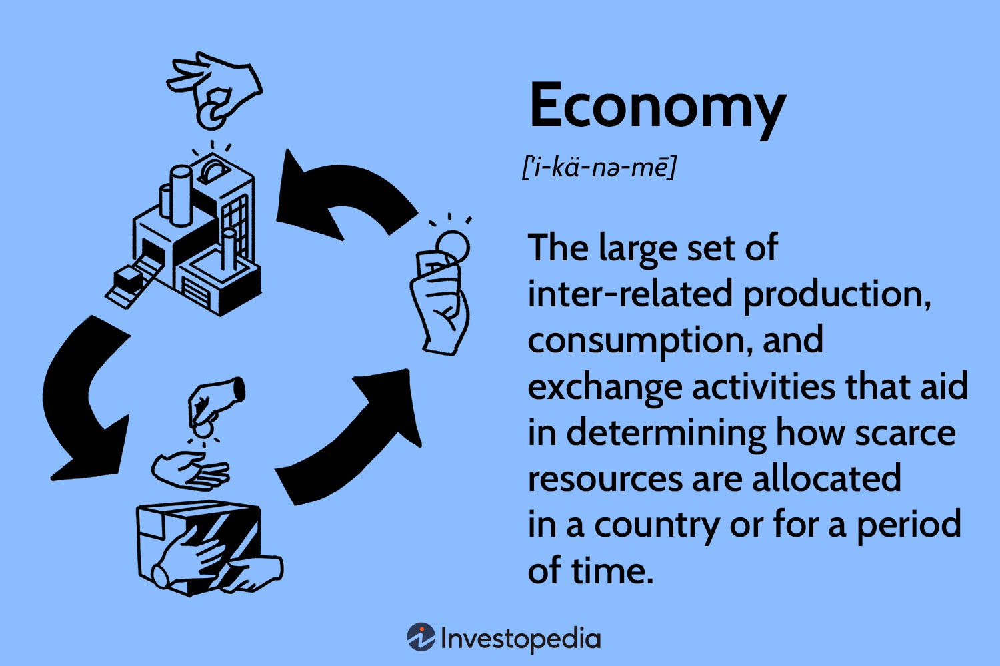 Economy
['i-kä-nə-mē]
The large set of
inter-related production,
consumption, and
exchange activities that aid
in determining how scarce
resources are allocated
in a country or for a period
of time.
Investopedia